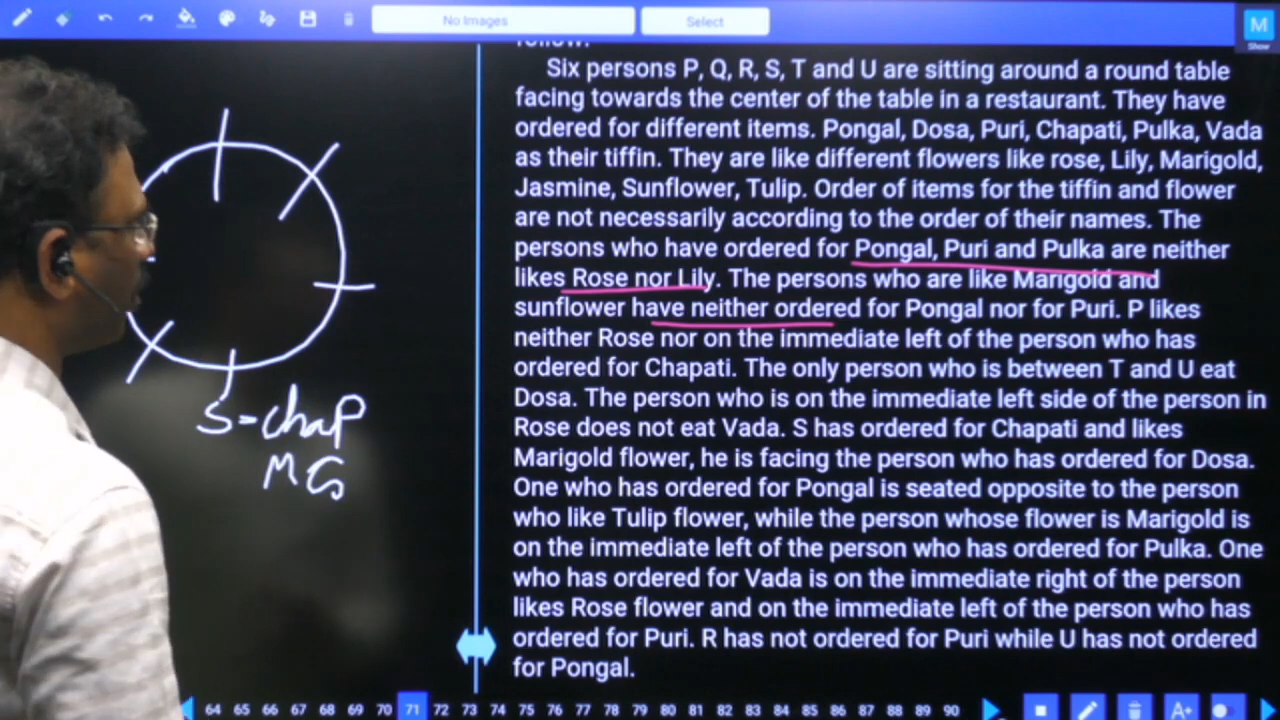 No Images
Select
M
Show
follow.
Six persons P, Q, R, S, T and U are sitting around a round table
facing towards the center of the table in a restaurant. They have
ordered for different items. Pongal, Dosa, Puri, Chapati, Pulka, Vada
as their tiffin. They are like different flowers like rose, Lily, Marigold,
Jasmine, Sunflower, Tulip. Order of items for the tiffin and flower
are not necessarily according to the order of their names. The
persons who have ordered for Pongal, Puri and Pulka are neither
likes Rose nor Lily. The persons who are like Marigold and
sunflower have neither ordered for Pongal nor for Puri. P likes
neither Rose nor on the immediate left of the person who has
ordered for Chapati. The only person who is between T and U eat
Dosa. The person who is on the immediate left side of the person in
Rose does not eat Vada. S has ordered for Chapati and likes
Marigold flower, he is facing the person who has ordered for Dosa.
One who has ordered for Pongal is seated opposite to the person
who like Tulip flower, while the person whose flower is Marigold is
on the immediate left of the person who has ordered for Pulka. One
who has ordered for Vada is on the immediate right of the person
likes Rose flower and on the immediate left of the person who has
ordered for Puri. R has not ordered for Puri while U has not ordered
for Pongal.
S=chaP
MG
64 65 66 67 68 69 70 71 72 73 74 75 76 77 78 79 80 81 82 83 84 85 86 87 88 89 90
A+